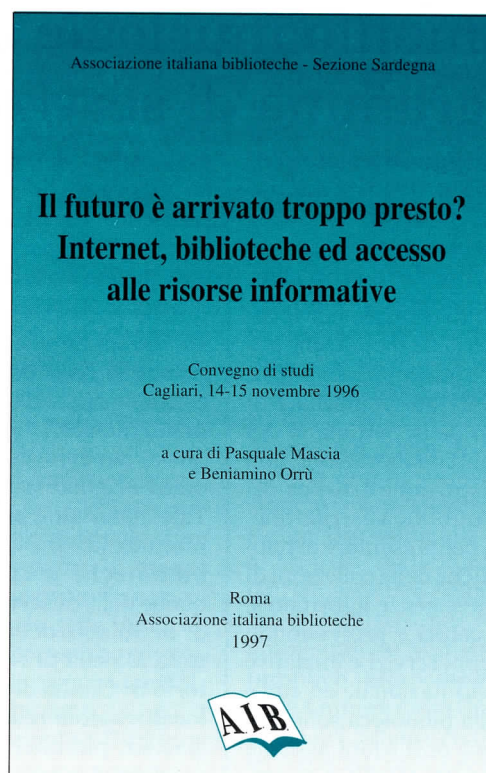 Associazione italiana biblioteche - Sezione Sardegna
Il futuro è arrivato troppo presto?
Internet, biblioteche ed accesso
alle risorse informative
Convegno di studi
Cagliari, 14-15 novembre 1996
a cura di Pasquale Mascia
e Beniamino Orrù
Roma
Associazione italiana biblioteche
1997
AIB